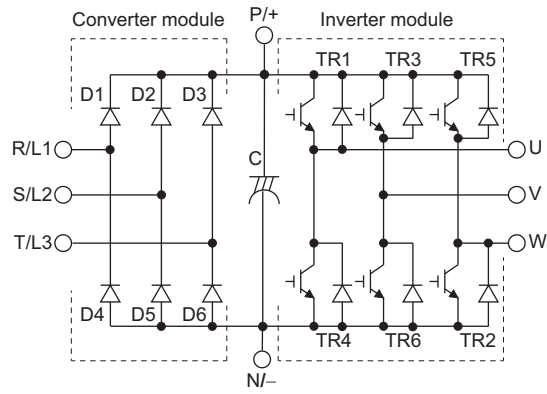 Converter module
P/+
Inverter module
D1 D2 D3
TR1 TR3 TR5
R/L1
C
U
S/L2
V
T/L3
W
D4 D5 D6
TR4 TR6 TR2
N/−